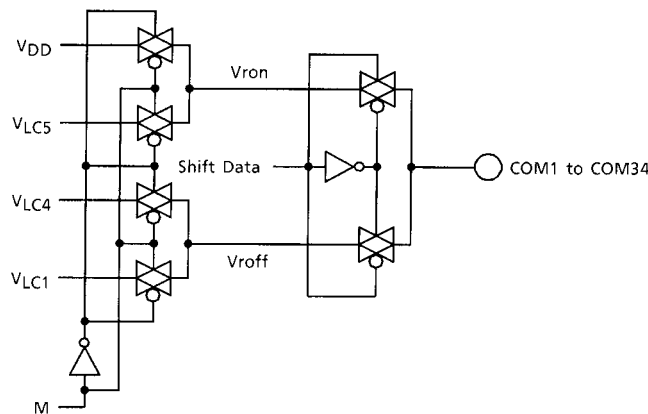 VDD
Vron
VLC5
Shift Data
COM1 to COM34
VLC4
Vroff
VLC1
M